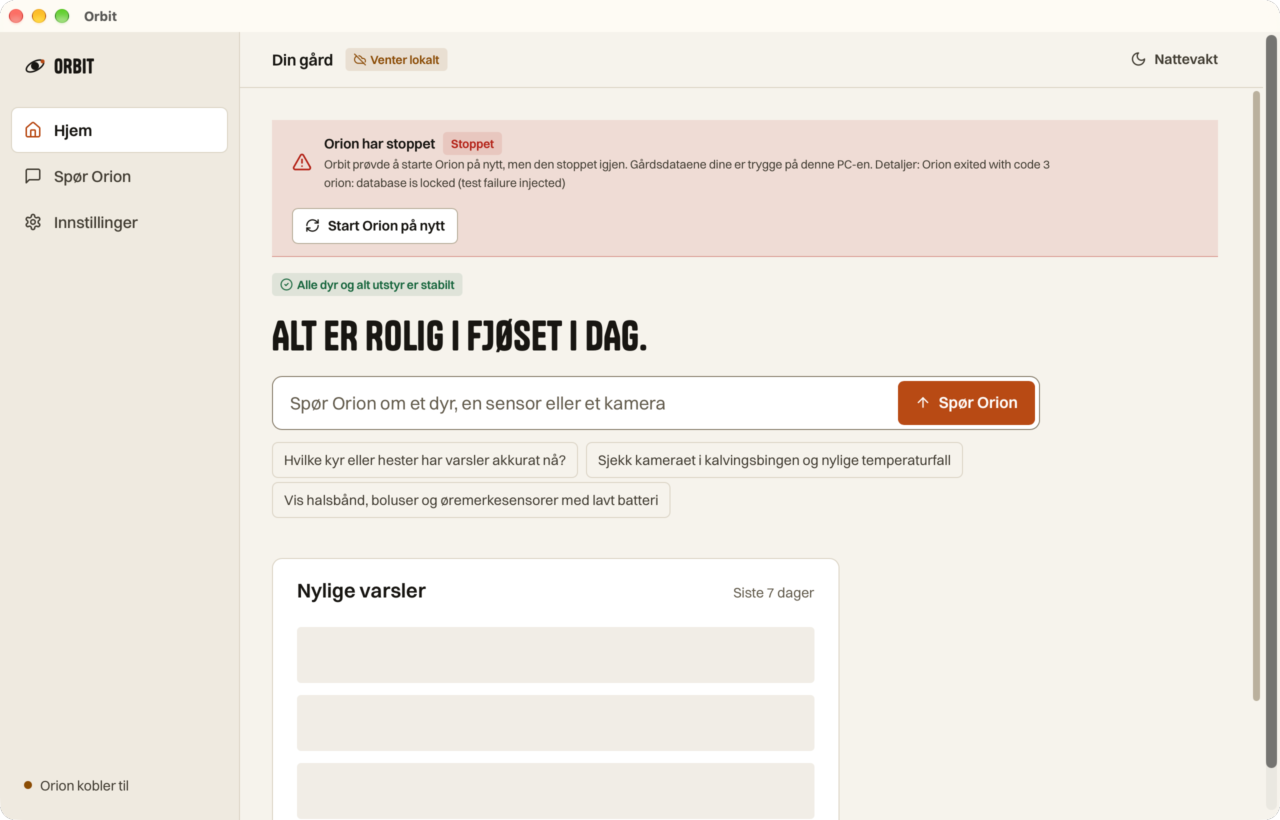 Orbit
ORBIT
Hjem
Spør Orion
Innstillinger
Orion kobler til
Din gård
Venter lokalt
Nattevakt
Orion har stoppet
Stoppet
Orbit prøvde å starte Orion på nytt, men den stoppet igjen. Gårdsdataene dine er trygge på denne PC-en. Detaljer: Orion exited with code 3
orion: database is locked (test failure injected)
Start Orion på nytt
Alle dyr og alt utstyr er stabilt
ALT ER ROLIG I FJØSET I DAG.
Spør Orion om et dyr, en sensor eller et kamera
Spør Orion
Hvilke kyr eller hester har varsler akkurat nå?
Sjekk kameraet i kalvingsbingen og nylige temperaturfall
Vis halsbånd, boluser og øremerkesensorer med lavt batteri
Nylige varsler
Siste 7 dager